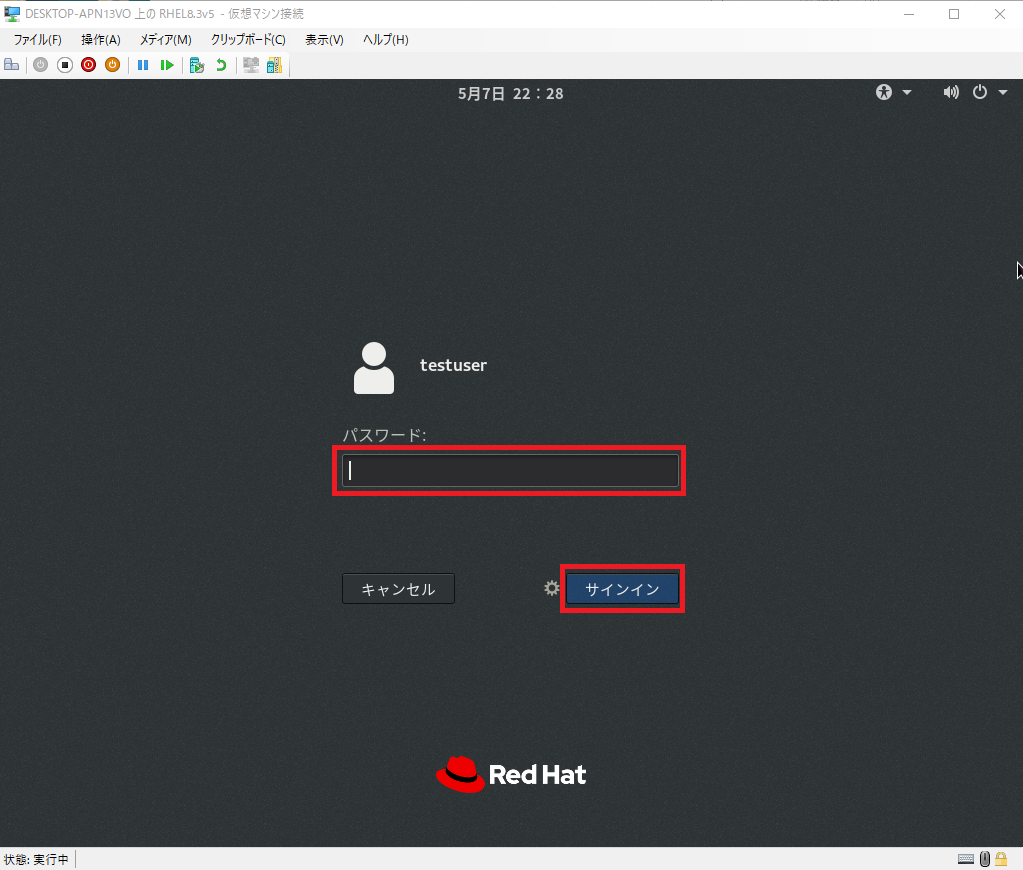 DESKTOP-APN13VO 上の RHEL8.3v5 - 仮想マシン接続
ファイル(F) 操作(A) メディア(M) クリップボード(C) 表示(V) ヘルプ(H)
5月7日 22:28
testuser
パスワード:
キャンセル サインイン
Red Hat
状態: 実行中